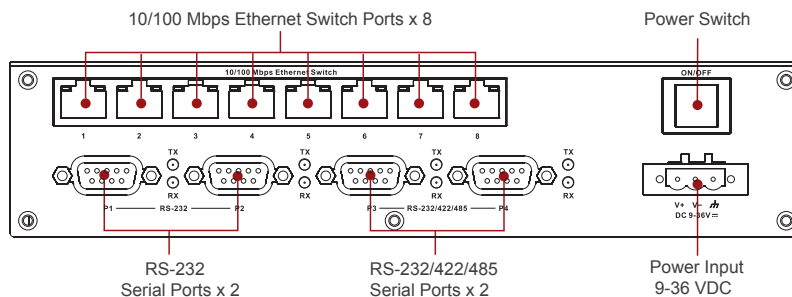 10/100 Mbps Ethernet Switch Ports x 8
Power Switch
10/100 Mbps Ethernet Switch
ON/OFF
1 2 3 4 5 6 7 8
TX TX TX TX
RX RX RX RX
P1 RS-232 P2 P3 RS-232/422/485 P4
V+ V-
DC 9-36V
RS-232
Serial Ports x 2
RS-232/422/485
Serial Ports x 2
Power Input
9-36 VDC